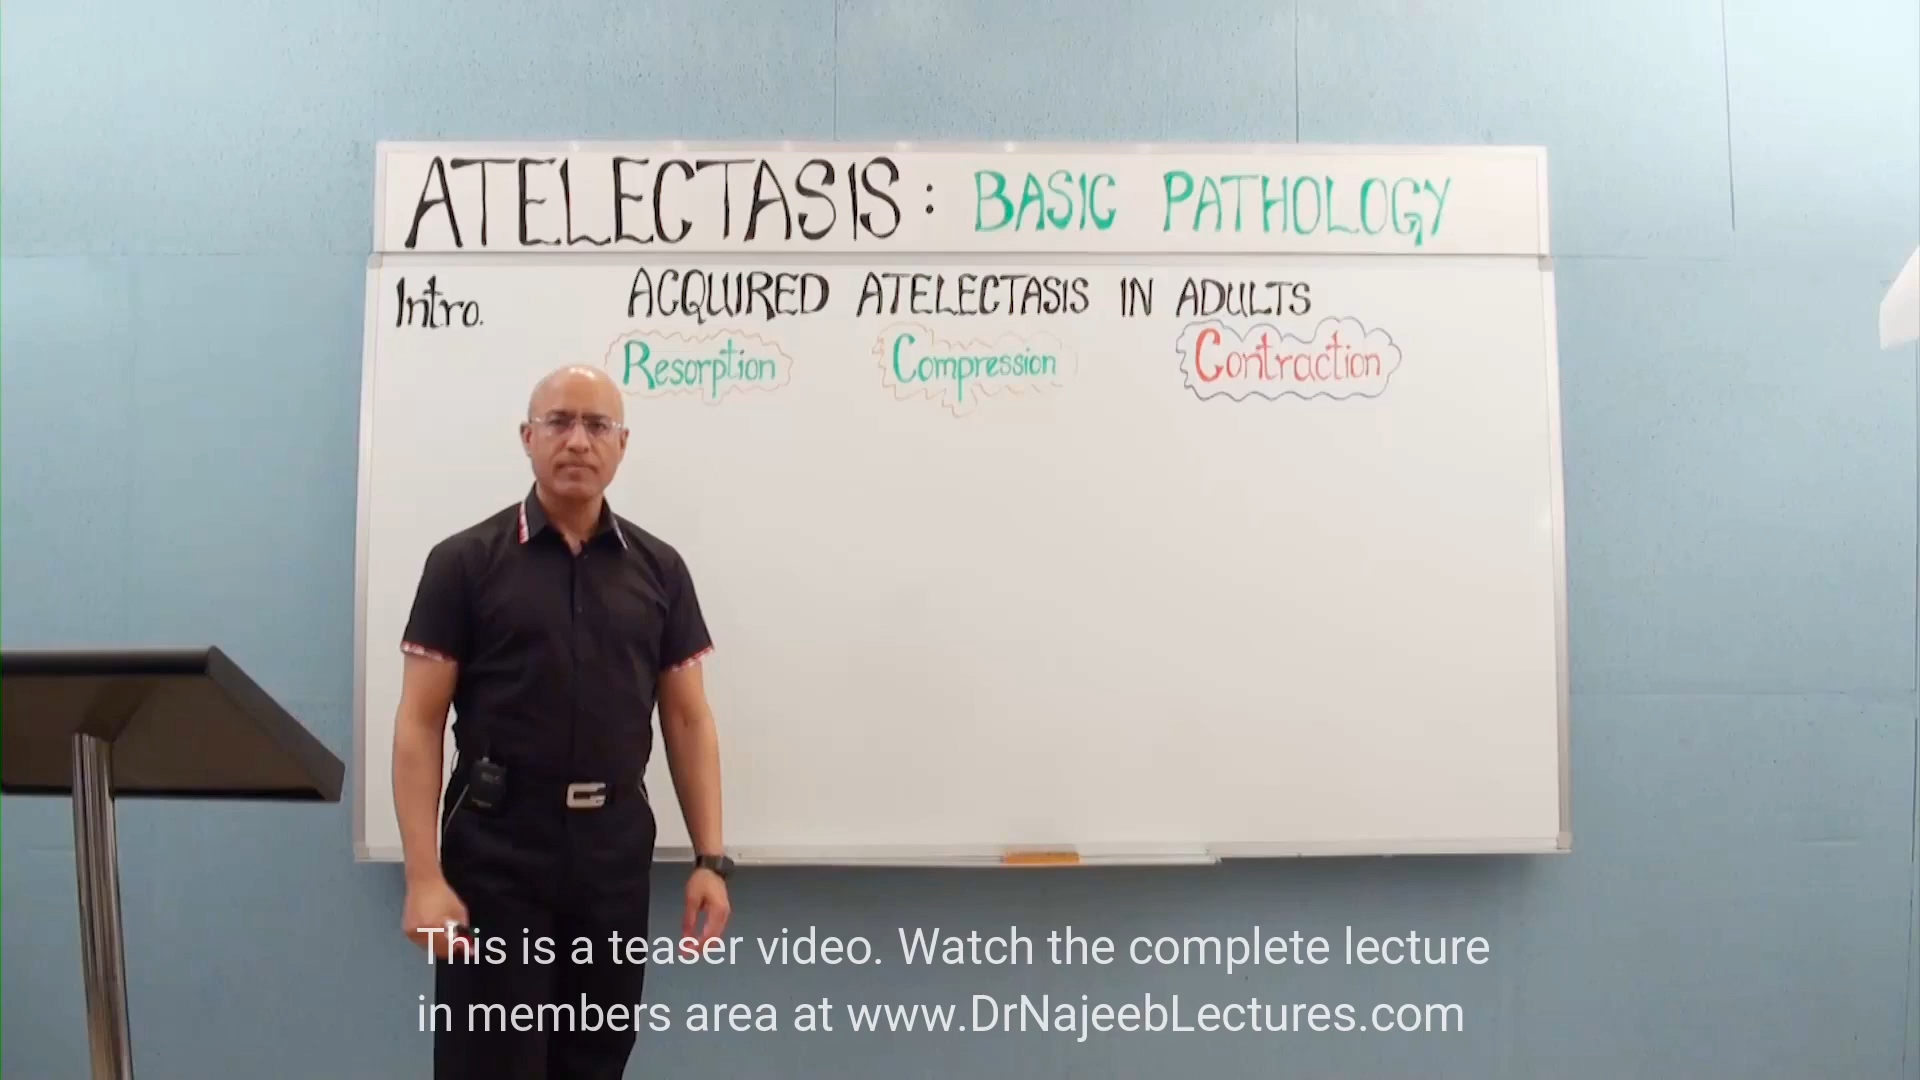 ATELECTASIS: BASIC PATHOLOGY
Intro. ACQUIRED ATELECTASIS IN ADULTS
Resorption Compression Contraction
This is a teaser video. Watch the complete lecture
in members area at www.DrNajeebLectures.com